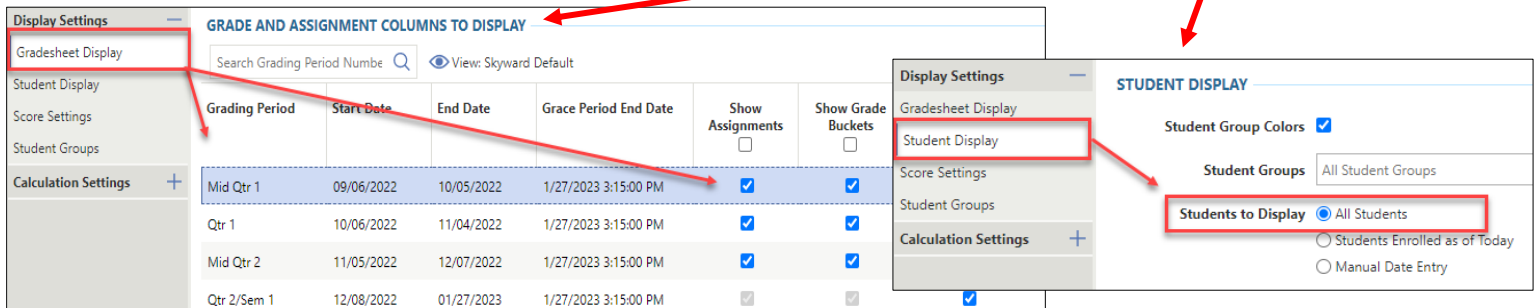 Display Settings
Gradesheet Display
Student Display
Score Settings
Student Groups
Calculation Settings
GRADE AND ASSIGNMENT COLUMNS TO DISPLAY
Search Grading Period Numbe View: Skyward Default
Grading Period Start Date End Date Grace Period End Date Show Assignments Show Grade Buckets
Mid Qtr 1 09/06/2022 10/05/2022 1/27/2023 3:15:00 PM
Qtr 1 10/06/2022 11/04/2022 1/27/2023 3:15:00 PM
Mid Qtr 2 11/05/2022 12/07/2022 1/27/2023 3:15:00 PM
Qtr 2/Sem 1 12/08/2022 01/27/2023 1/27/2023 3:15:00 PM
Display Settings
Gradesheet Display
Student Display
Score Settings
Student Groups
Calculation Settings
STUDENT DISPLAY
Student Group Colors
Student Groups All Student Groups
Students to Display All Students
Students Enrolled as of Today
Manual Date Entry